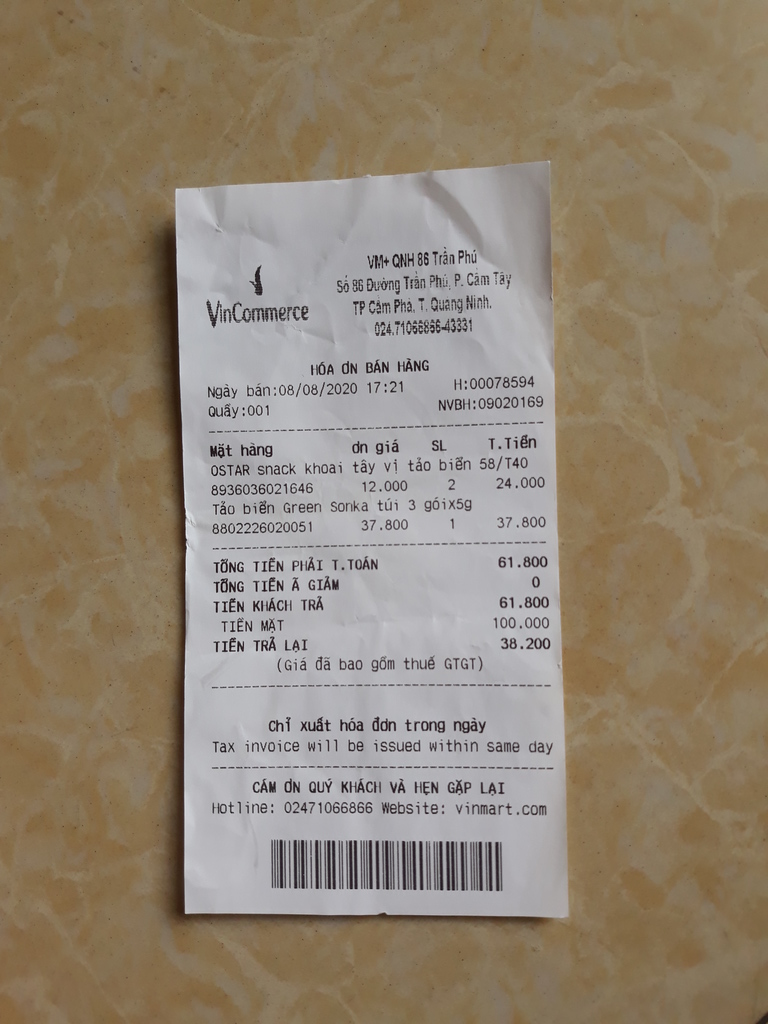 VinCommerce
VM+ QNH 86 Trần Phú
Số 86 Đường Trần Phú, P. Cẩm Tây
TP Cẩm Phả, T. Quảng Ninh.
024.71066866-43331
HÓA ƠN BÁN HÀNG
Ngày bán:08/08/2020 17:21 H:00078594
Quầy:001 NVBH:09020169
Mặt hàng ơn giá SL T.Tiền
OSTAR snack khoai tây vị tảo biển 58/T40
8936036021646 12.000 2 24.000
Tảo biển Green Sonka túi 3 góix5g
8802226020051 37.800 1 37.800
TỔNG TIỀN PHẢI T.TOÁN 61.800
TỔNG TIỀN Ã GIẢM 0
TIỀN KHÁCH TRẢ 61.800
TIỀN MẶT 100.000
TIỀN TRẢ LẠI 38.200
(Giá đã bao gồm thuế GTGT)
Chỉ xuất hóa đơn trong ngày
Tax invoice will be issued within same day
CẢM ƠN QUÝ KHÁCH VÀ HẸN GẶP LẠI
Hotline: 02471066866 Website: vinmart.com